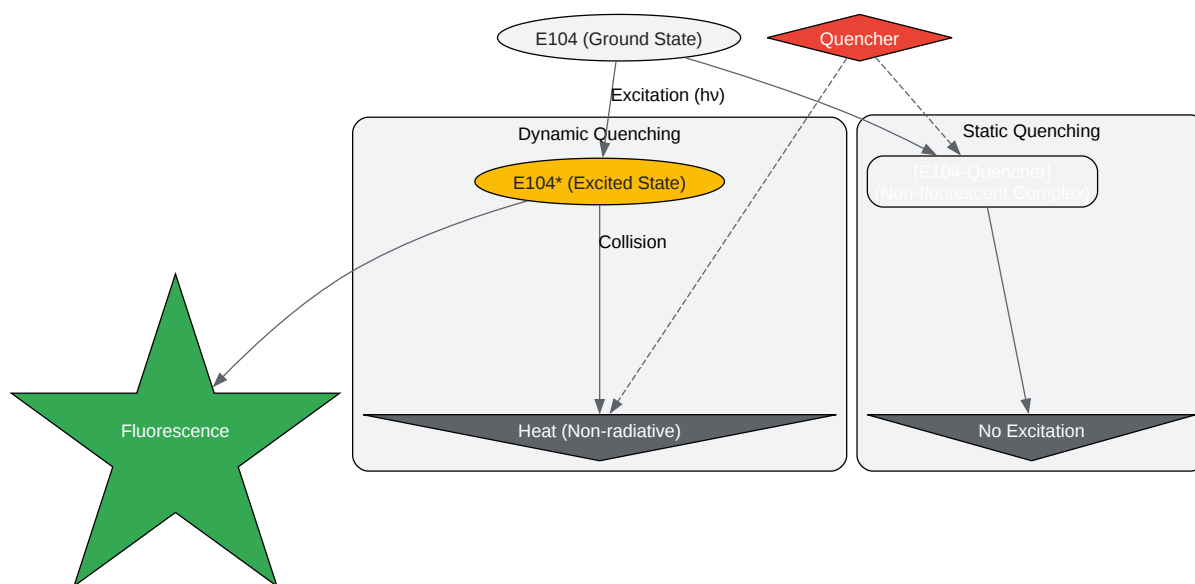 E104 (Ground State)
Quencher
Excitation (hν)
Dynamic Quenching
Static Quenching
E104* (Excited State)
[E104-Quencher]
(Non-fluorescent Complex)
Collision
Fluorescence
Heat (Non-radiative)
No Excitation